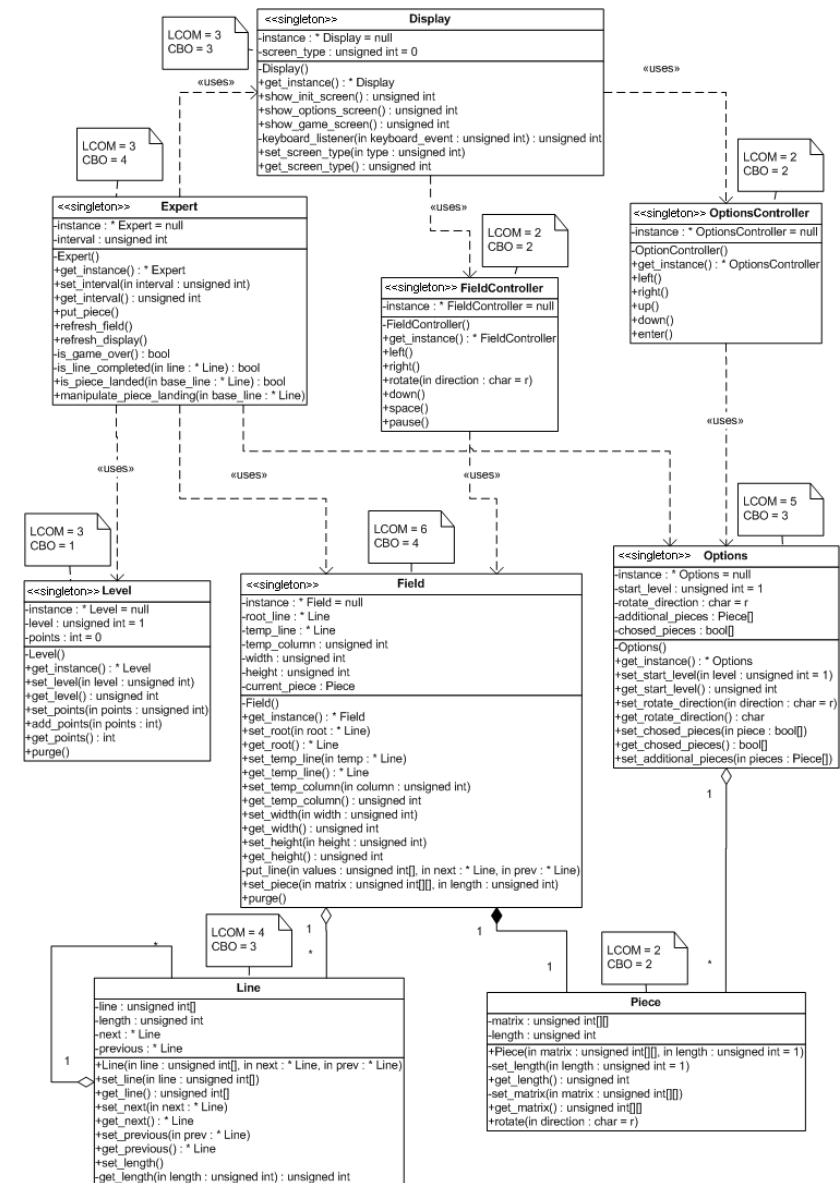 <<singleton>> Display
-instance : * Display = null
-screen_type : unsigned int = 0
-Display()
+get_instance() : * Display
+show_init_screen() : unsigned int
+show_options_screen() : unsigned int
+show_game_screen() : unsigned int
-keyboard_listener(in keyboard_event : unsigned int) : unsigned int
+set_screen_type(in type : unsigned int)
+get_screen_type() : unsigned int
LCOM = 3
CBO = 3
«uses»
«uses»
«uses»
LCOM = 3
CBO = 4
<<singleton>> Expert
-instance : * Expert = null
-interval : unsigned int
-Expert()
+get_instance() : * Expert
+set_interval(in interval : unsigned int)
+get_interval() : unsigned int
+put_piece()
+refresh_field()
+refresh_display()
-is_game_over() : bool
-is_line_completed(in line : * Line) : bool
+is_piece_landed(in base_line : * Line) : bool
+manipulate_piece_landing(in base_line : * Line)
LCOM = 2
CBO = 2
<<singleton>> FieldController
-instance : * FieldController = null
-FieldController()
+get_instance() : * FieldController
+left()
+right()
+rotate(in direction : char = r)
+down()
+space()
+pause()
LCOM = 2
CBO = 2
<<singleton>> OptionsController
-instance : * OptionsController = null
-OptionController()
+get_instance() : * OptionsController
+left()
+right()
+up()
+down()
+enter()
«uses»
«uses»
«uses»
«uses»
LCOM = 3
CBO = 1
<<singleton>> Level
-instance : * Level = null
-level : unsigned int = 1
-points : int = 0
-Level()
+get_instance() : * Level
+set_level(in level : unsigned int)
+get_level() : unsigned int
+set_points(in points : unsigned int)
+add_points(in points : int)
+get_points() : int
+purge()
LCOM = 6
CBO = 4
<<singleton>> Field
-instance : * Field = null
-root_line : * Line
-temp_line : * Line
-temp_column : unsigned int
-width : unsigned int
-height : unsigned int
-current_piece : Piece
-Field()
+get_instance() : * Field
+set_root(in root : * Line)
+get_root() : * Line
+set_temp_line(in temp : * Line)
+get_temp_line() : * Line
+set_temp_column(in column : unsigned int)
+get_temp_column() : unsigned int
+set_width(in width : unsigned int)
+get_width() : unsigned int
+set_height(in height : unsigned int)
+get_height() : unsigned int
-put_line(in values : unsigned int[], in next : * Line, in prev : * Line)
+set_piece(in matrix : unsigned int[][], in length : unsigned int)
+purge()
LCOM = 5
CBO = 3
<<singleton>> Options
-instance : * Options = null
-start_level : unsigned int = 1
-rotate_direction : char = r
-additional_pieces : Piece[]
-chosed_pieces : bool[]
-Options()
+get_instance() : * Options
+set_start_level(in level : unsigned int = 1)
+get_start_level() : unsigned int
+set_rotate_direction(in direction : char = r)
+get_rotate_direction() : char
+set_chosed_pieces(in piece : bool[])
+get_chosed_pieces() : bool[]
+set_additional_pieces(in pieces : Piece[])
1
*
1
*
1
1
*
1
LCOM = 4
CBO = 3
Line
-line : unsigned int[]
-length : unsigned int
-next : * Line
-previous : * Line
+Line(in line : unsigned int[], in next : * Line, in prev : * Line)
+set_line(in line : unsigned int[])
+get_line() : unsigned int[]
+set_next(in next : * Line)
+get_next() : * Line
+set_previous(in prev : * Line)
+get_previous() : * Line
+set_length()
-get_length(in length : unsigned int) : unsigned int
LCOM = 2
CBO = 2
Piece
-matrix : unsigned int[][]
-length : unsigned int
+Piece(in matrix : unsigned int[][], in length : unsigned int = 1)
-set_length(in length : unsigned int = 1)
+get_length() : unsigned int
-set_matrix(in matrix : unsigned int[][])
+get_matrix() : unsigned int[][]
+rotate(in direction : char = r)